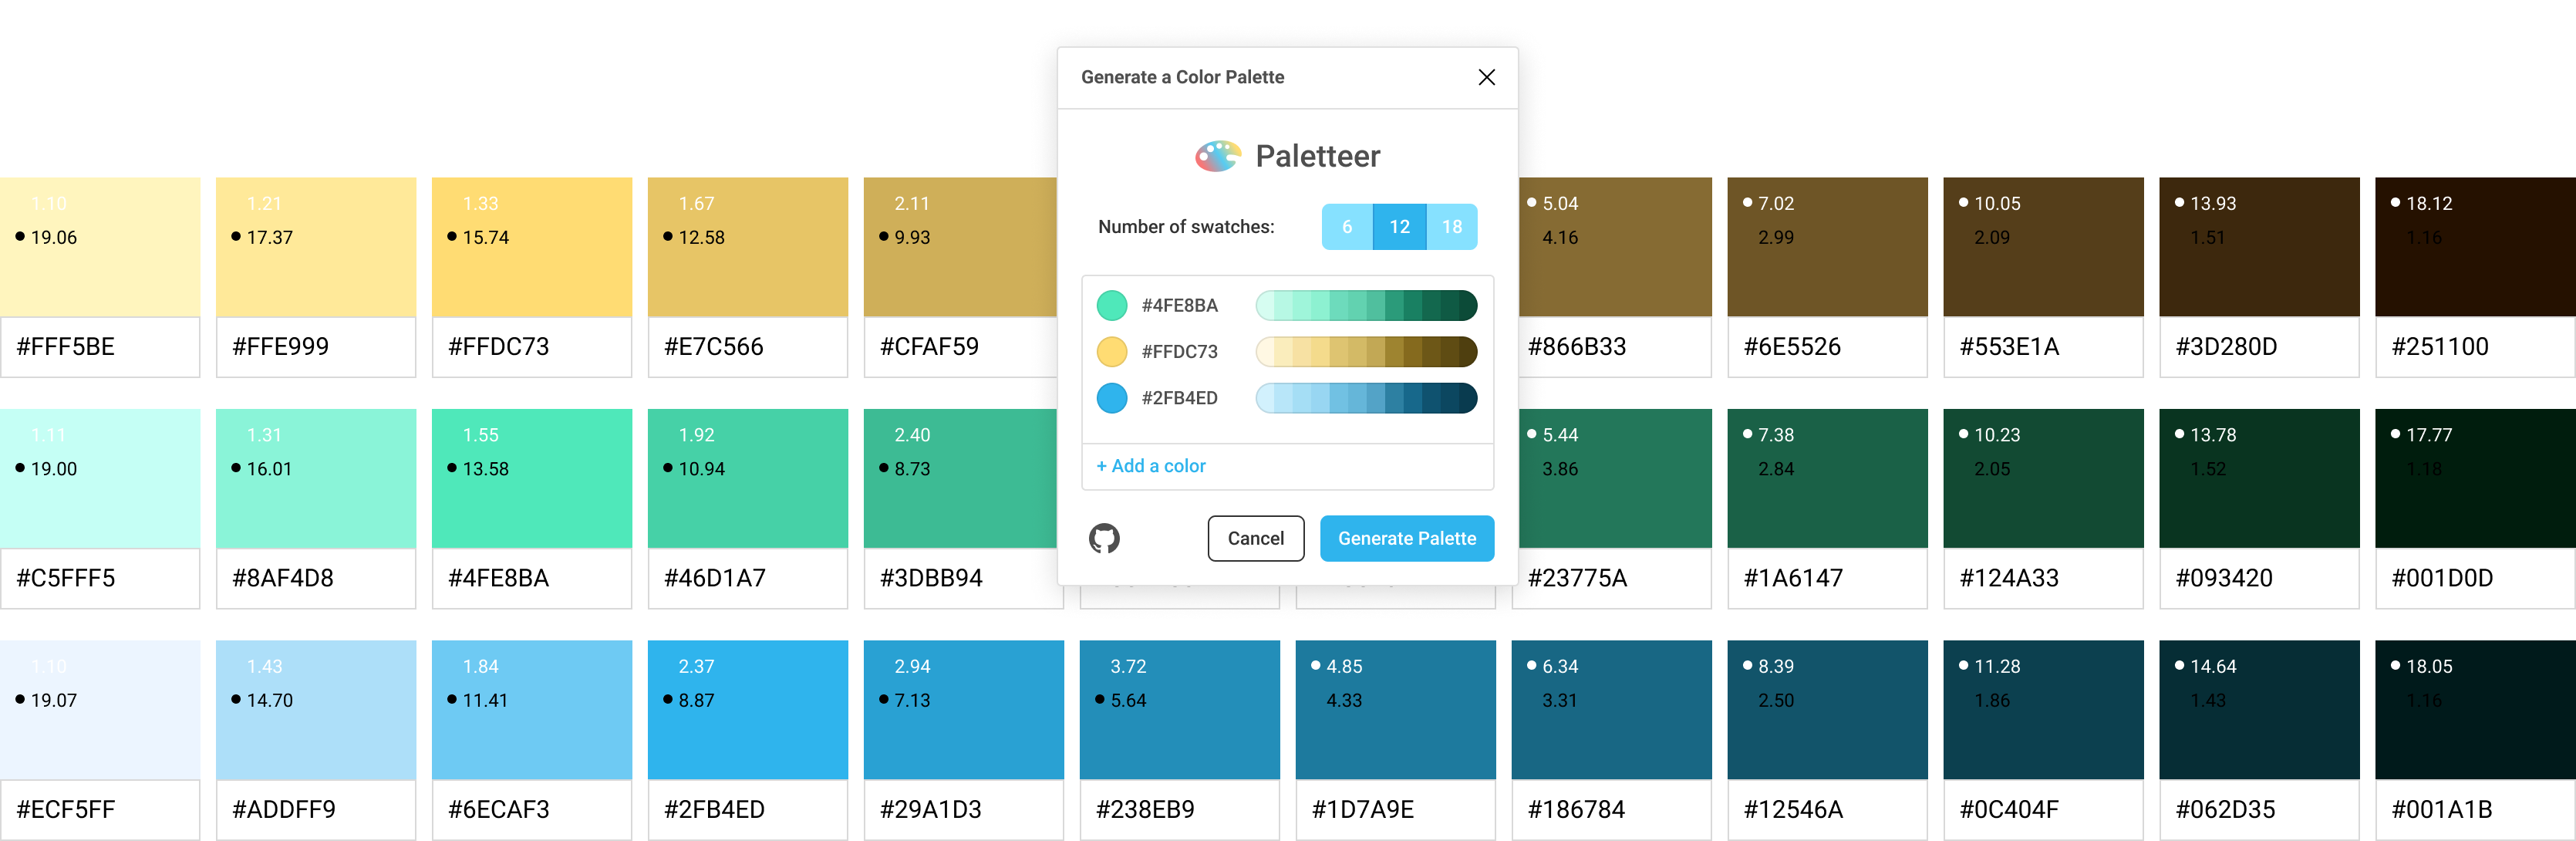 Generate a Color Palette
Paletteer
Number of swatches: 6 12 18
#4FE8BA
#FFDC73
#2FB4ED
+ Add a color
Cancel Generate Palette
1.10 1.21 1.33 1.67 2.11 5.04 7.02 10.05 13.93 18.12
19.06 17.37 15.74 12.58 9.93 4.16 2.99 2.09 1.51 1.16
#FFF5BE #FFE999 #FFDC73 #E7C566 #CFAF59 #866B33 #6E5526 #553E1A #3D280D #251100
1.11 1.31 1.55 1.92 2.40 5.44 7.38 10.23 13.78 17.77
19.00 16.01 13.58 10.94 8.73 3.86 2.84 2.05 1.52 1.18
#C5FFF5 #8AF4D8 #4FE8BA #46D1A7 #3DBB94 #23775A #1A6147 #124A33 #093420 #001D0D
1.10 1.43 1.84 2.37 2.94 3.72 4.85 6.34 8.39 11.28 14.64 18.05
19.07 14.70 11.41 8.87 7.13 5.64 4.33 3.31 2.50 1.86 1.43 1.16
#ECF5FF #ADDFF9 #6ECAF3 #2FB4ED #29A1D3 #238EB9 #1D7A9E #186784 #12546A #0C404F #062D35 #001A1B